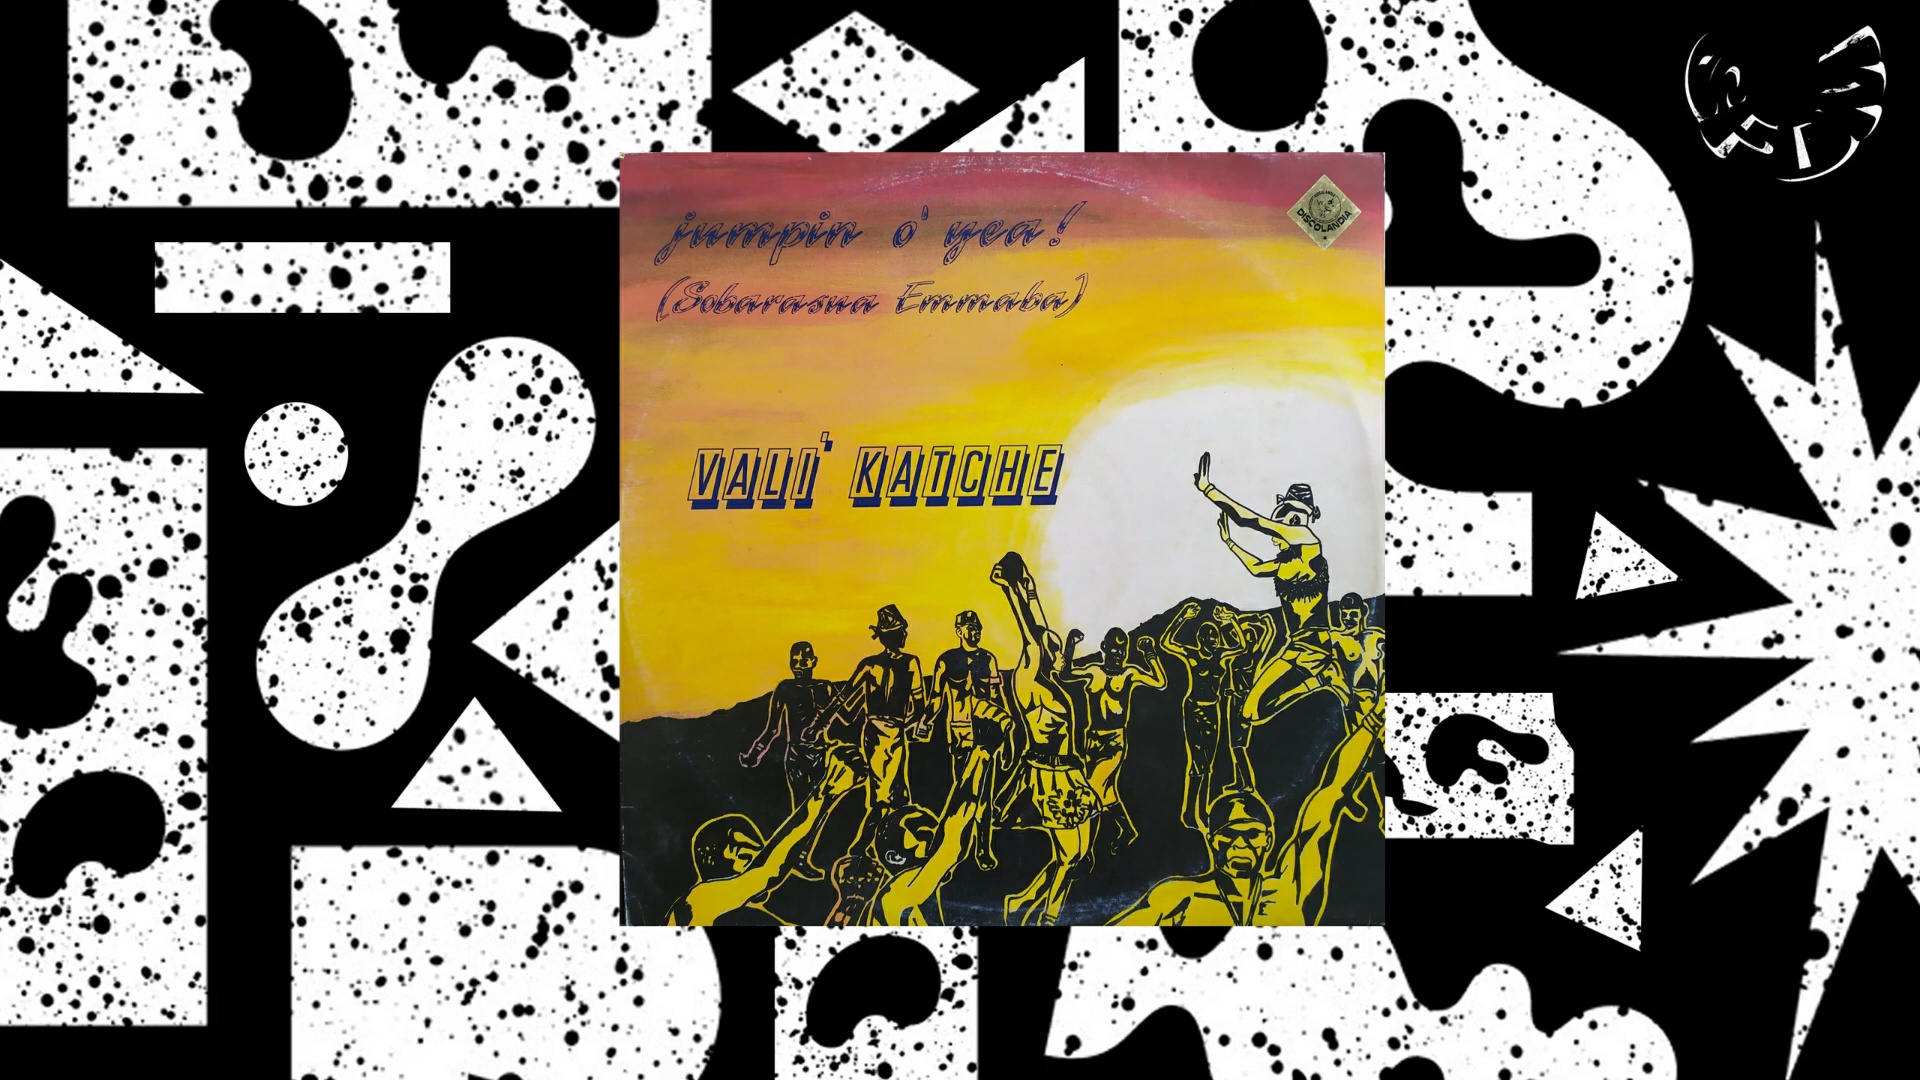 jumpin o' yea!
(Sobarasua Emmaba)
DISCOLANDIA
VALI' KATCHE